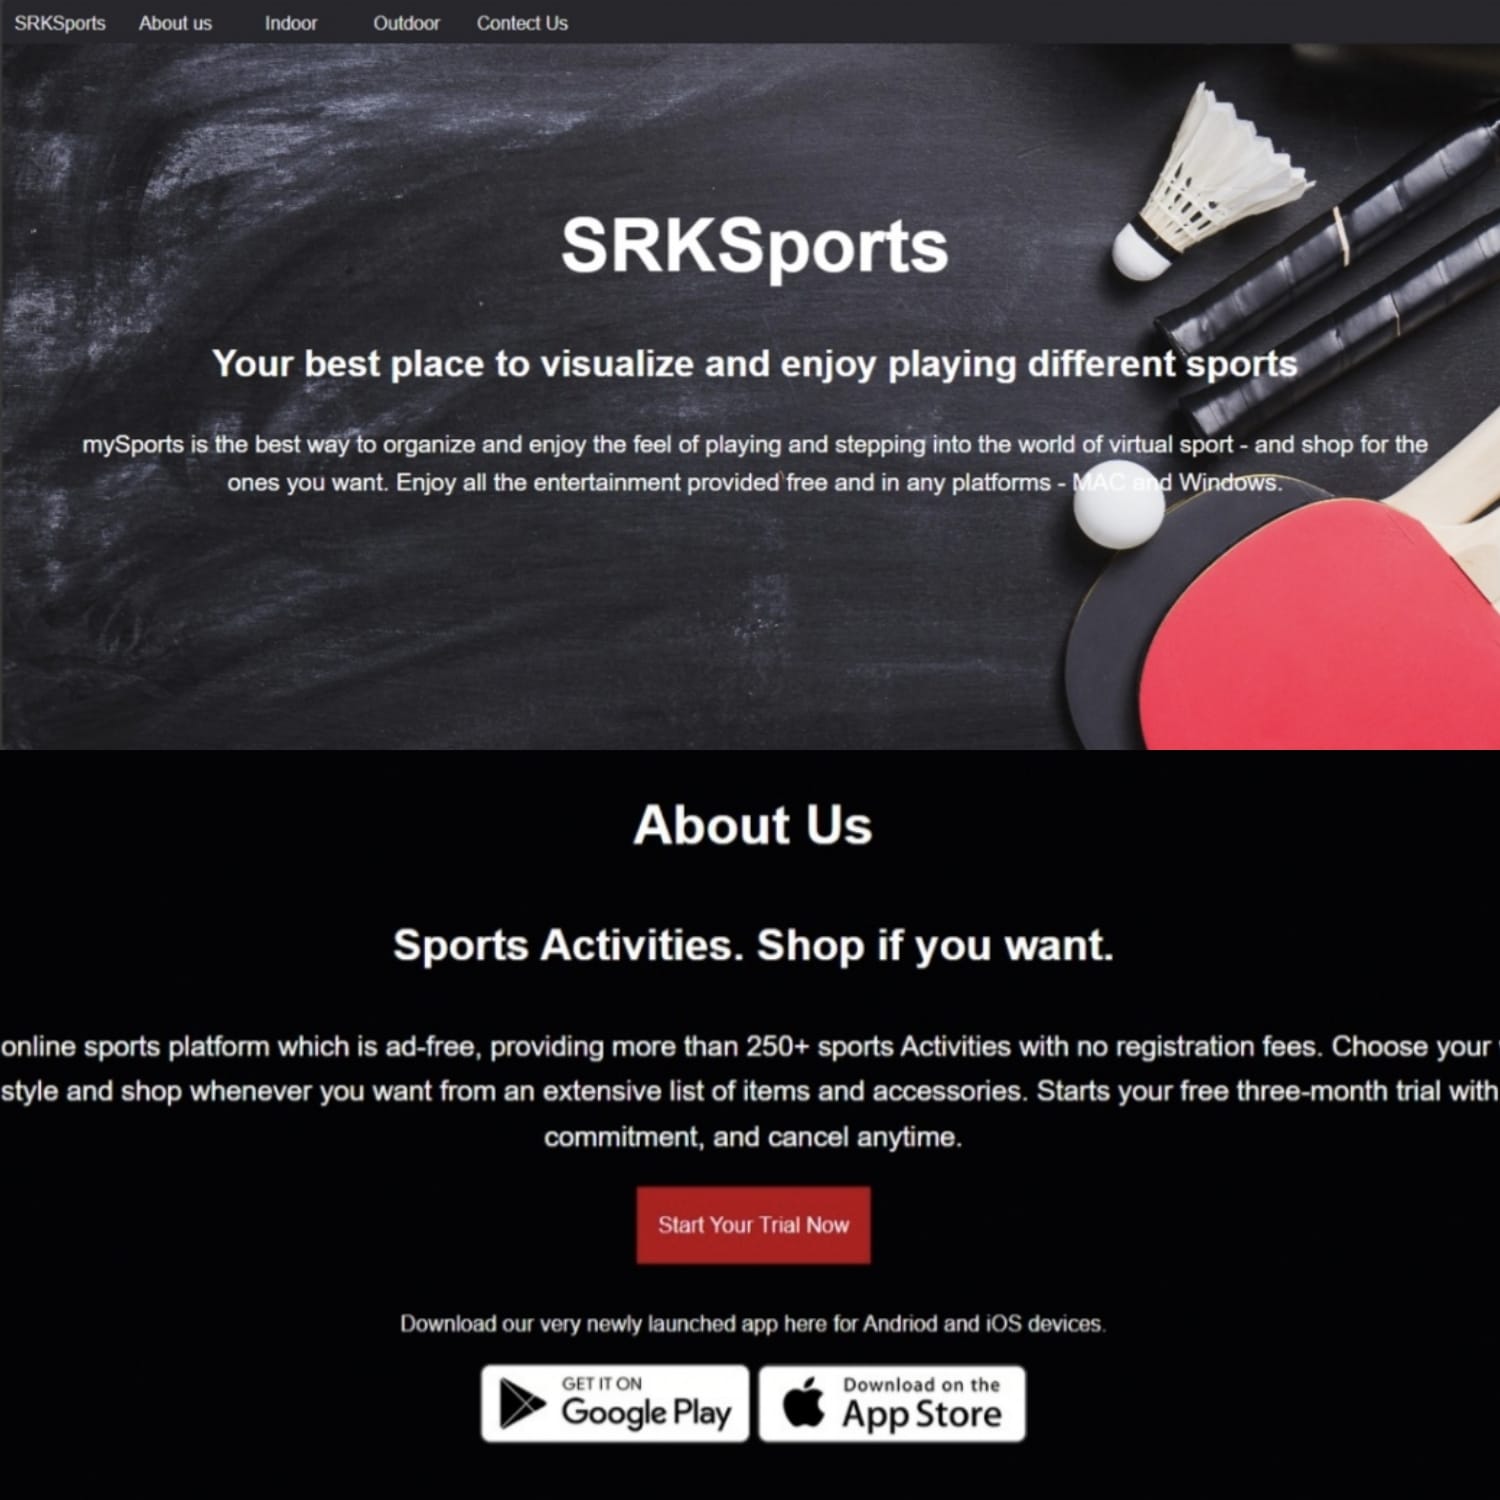 SRKSports About us Indoor Outdoor Contect Us
SRKSports
Your best place to visualize and enjoy playing different sports
mySports is the best way to organize and enjoy the feel of playing and stepping into the world of virtual sport - and shop for the
ones you want. Enjoy all the entertainment provided free and in any platforms - MAC and Windows.
About Us
Sports Activities. Shop if you want.
online sports platform which is ad-free, providing more than 250+ sports Activities with no registration fees. Choose your
style and shop whenever you want from an extensive list of items and accessories. Starts your free three-month trial with
commitment, and cancel anytime.
Start Your Trial Now
Download our very newly launched app here for Andriod and iOS devices.
GET IT ON
Google Play
Download on the
App Store